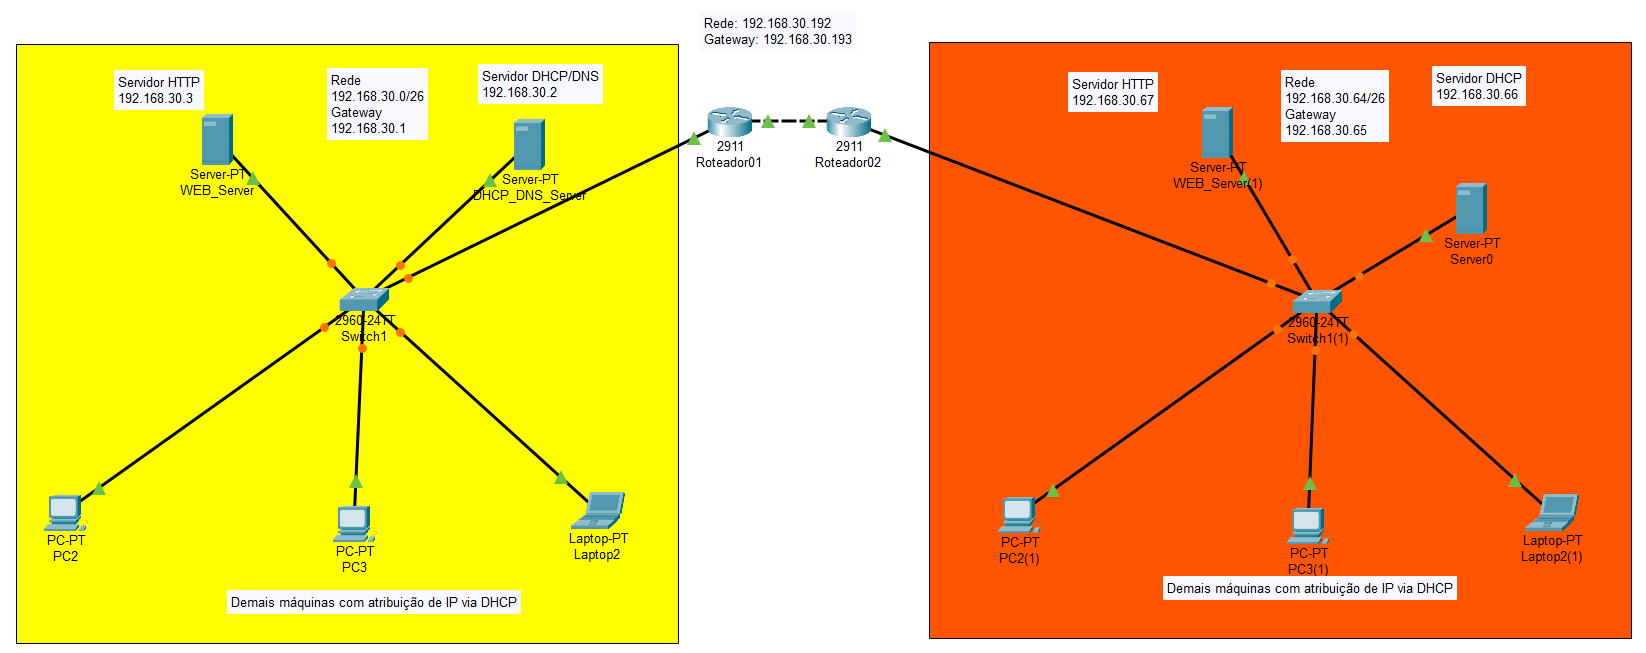 Rede: 192.168.30.192
Gateway: 192.168.30.193
Servidor HTTP
192.168.30.3
Rede
192.168.30.0/26
Gateway
192.168.30.1
Servidor DHCP/DNS
192.168.30.2
Server-PT
WEB_Server
Server-PT
DHCP_DNS_Server
2911
Roteador01
2911
Roteador02
2960-24TT
Switch1
PC-PT
PC2
PC-PT
PC3
Laptop-PT
Laptop2
Demais máquinas com atribuição de IP via DHCP
Servidor HTTP
192.168.30.67
Rede
192.168.30.64/26
Gateway
192.168.30.65
Servidor DHCP
192.168.30.66
Server-PT
WEB_Server(1)
Server-PT
Server0
2960-24TT
Switch1(1)
PC-PT
PC2(1)
PC-PT
PC3(1)
Laptop-PT
Laptop2(1)
Demais máquinas com atribuição de IP via DHCP